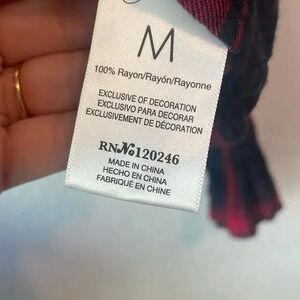 M
100% Rayon/Rayón/Rayonne
EXCLUSIVE OF DECORATION
EXCLUSIVO PARA DECORAR
EXCLUSIVEMENT DE DÉCORATION
RN№120246
MADE IN CHINA
HECHO EN CHINA
FABRIQUÉ EN CHINE